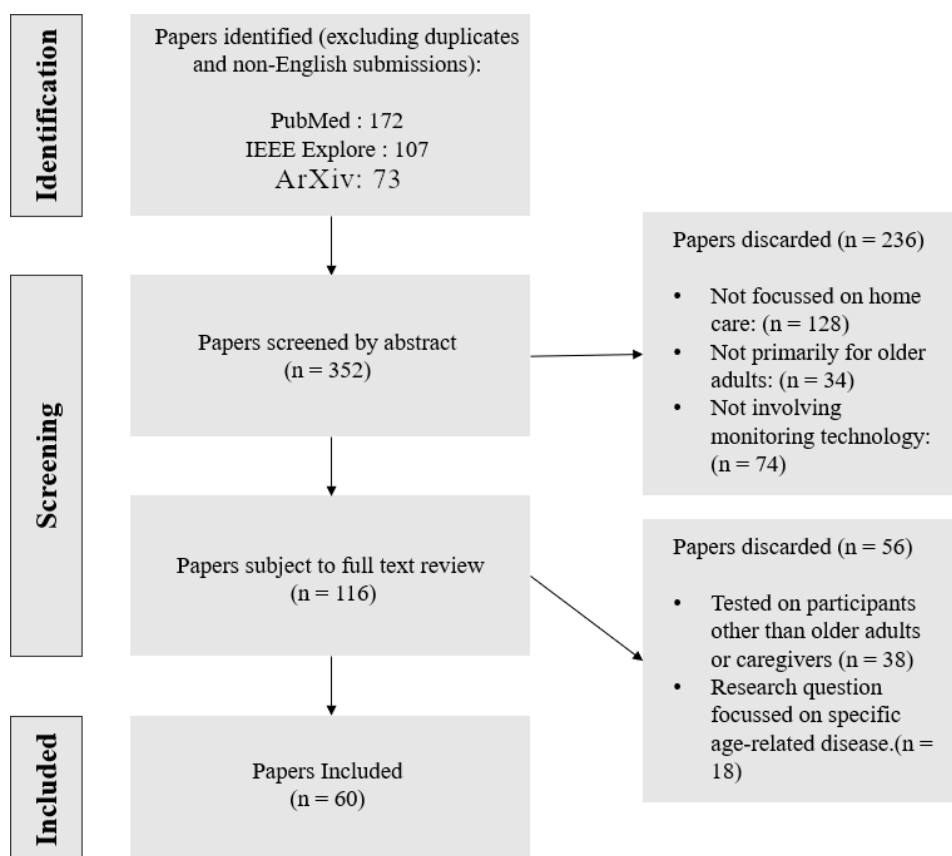 Identification
Papers identified (excluding duplicates
and non-English submissions):
PubMed : 172
IEEE Explore : 107
ArXiv: 73
Screening
Papers screened by abstract
(n = 352)
Papers discarded (n = 236)
• Not focussed on home
care: (n = 128)
• Not primarily for older
adults: (n = 34)
• Not involving
monitoring technology:
(n = 74)
Papers subject to full text review
(n = 116)
Papers discarded (n = 56)
• Tested on participants
other than older adults
or caregivers (n = 38)
• Research question
focussed on specific
age-related disease.(n =
18)
Included
Papers Included
(n = 60)